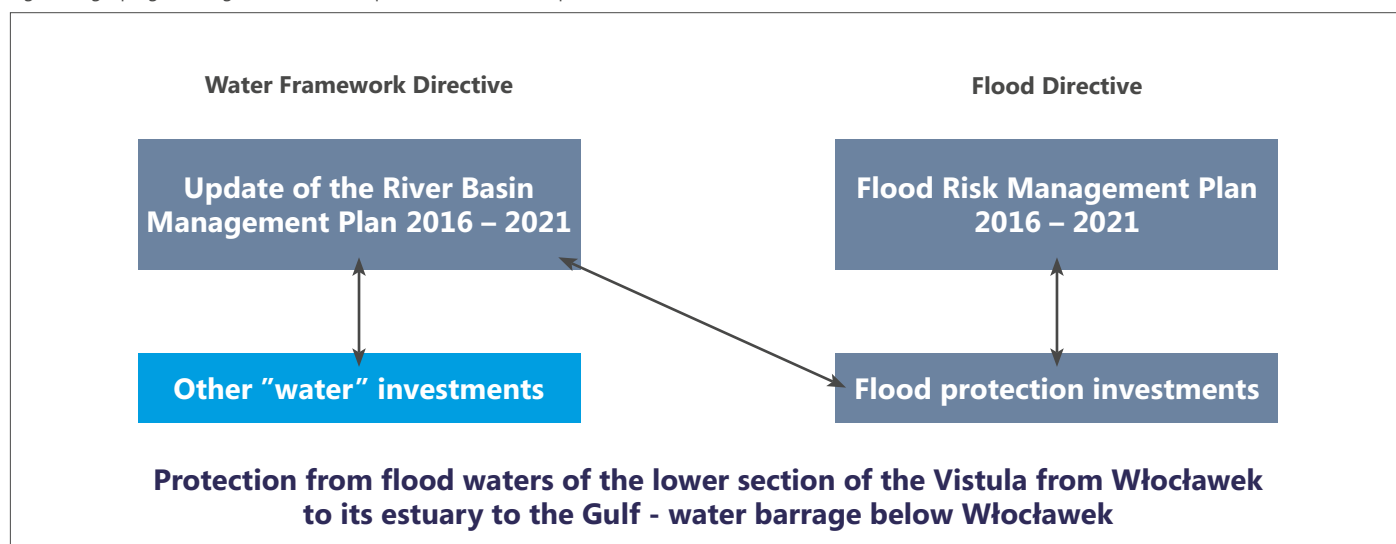 Water Framework Directive
Flood Directive
Update of the River Basin
Management Plan 2016 – 2021
Flood Risk Management Plan
2016 – 2021
Other ”water” investments
Flood protection investments
Protection from flood waters of the lower section of the Vistula from Włocławek
to its estuary to the Gulf - water barrage below Włocławek